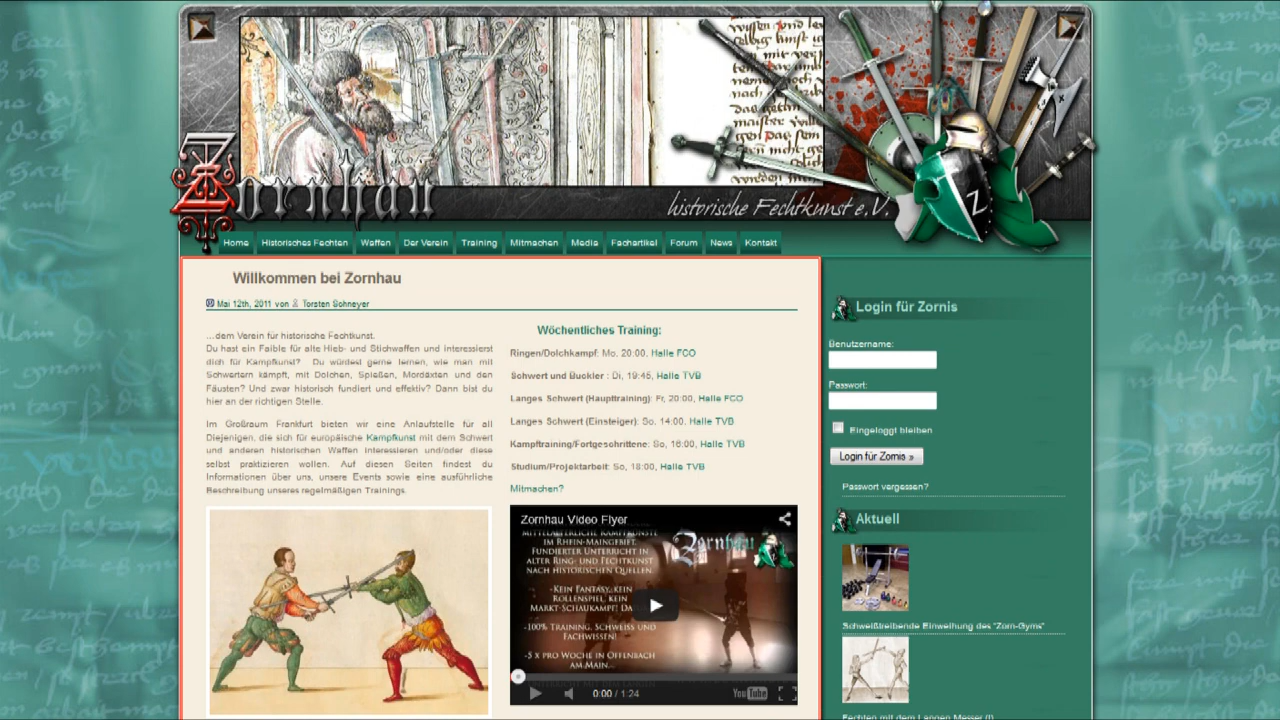 Zornhau
historische Fechtkunst e.V.
Z
Home Historisches Fechten Waffen Der Verein Training Mitmachen Media Fachartikel Forum News Kontakt
Willkommen bei Zornhau
Mai 12th, 2011 von Torsten Schneyer
...dem Verein für historische Fechtkunst.
Du hast ein Faible für alte Hieb- und Stichwaffen und interessierst
dich für Kampfkunst? Du würdest gerne lernen, wie man mit
Schwertern kämpft, mit Dolchen, Spießen, Mordäxten und den
Fäusten? Und zwar historisch fundiert und effektiv? Dann bist du
hier an der richtigen Stelle.
Im Großraum Frankfurt bieten wir eine Anlaufstelle für all
Diejenigen, die sich für europäische Kampfkunst mit dem Schwert
und anderen historischen Waffen interessieren und/oder diese
selbst praktizieren wollen. Auf diesen Seiten findest du
Informationen über uns, unsere Events sowie eine ausführliche
Beschreibung unseres regelmäßigen Trainings.
Wöchentliches Training:
Ringen/Dolchkampf: Mo, 20:00, Halle FCO
Schwert und Buckler : Di, 19:45, Halle TVB
Langes Schwert (Haupttraining): Fr, 20:00, Halle FCO
Langes Schwert (Einsteiger): So. 14:00, Halle TVB
Kampftraining/Fortgeschrittene: So, 16:00, Halle TVB
Studium/Projektarbeit: So, 18:00, Halle TVB
Mitmachen?
Zornhau Video Flyer
Mittelalterliche Kampfkünste
im Rhein-Maingebiet.
Fundierter Unterricht in
alter Ring- und Fechtkunst
nach historischen Quellen.
Zornhau
-Kein Fantasy, kein
Rollenspiel, kein
Markt-Schaukampf!
-100% Training, Schweiss und
Fachwissen!
-5 x pro Woche in Offenbach
am Main.
0:00 / 1:24
YouTube
Login für Zornis
Benutzername:
Passwort:
Eingeloggt bleiben
Login für Zornis »
Passwort vergessen?
Aktuell
Schweißtreibende Einweihung des "Zorn-Gyms"
Fechten mit dem Langen Messer (I)